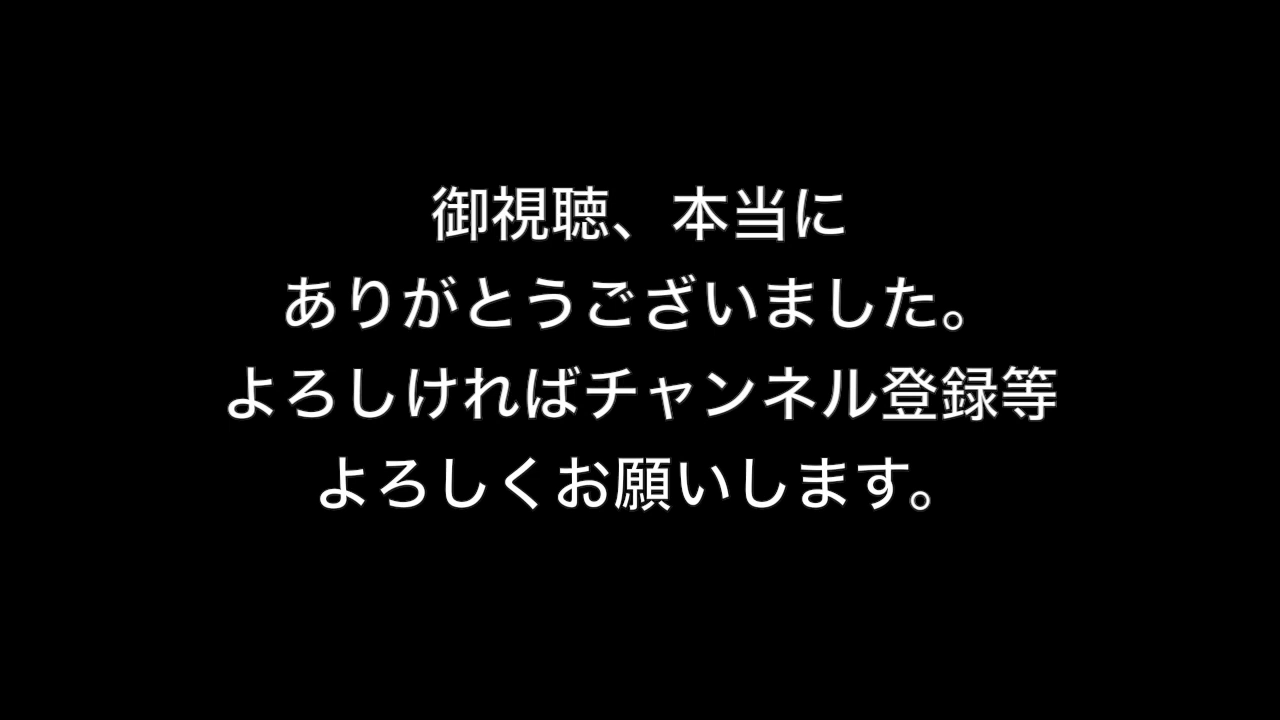 御視聴、本当に
ありがとうございました。
よろしければチャンネル登録等
よろしくお願いします。